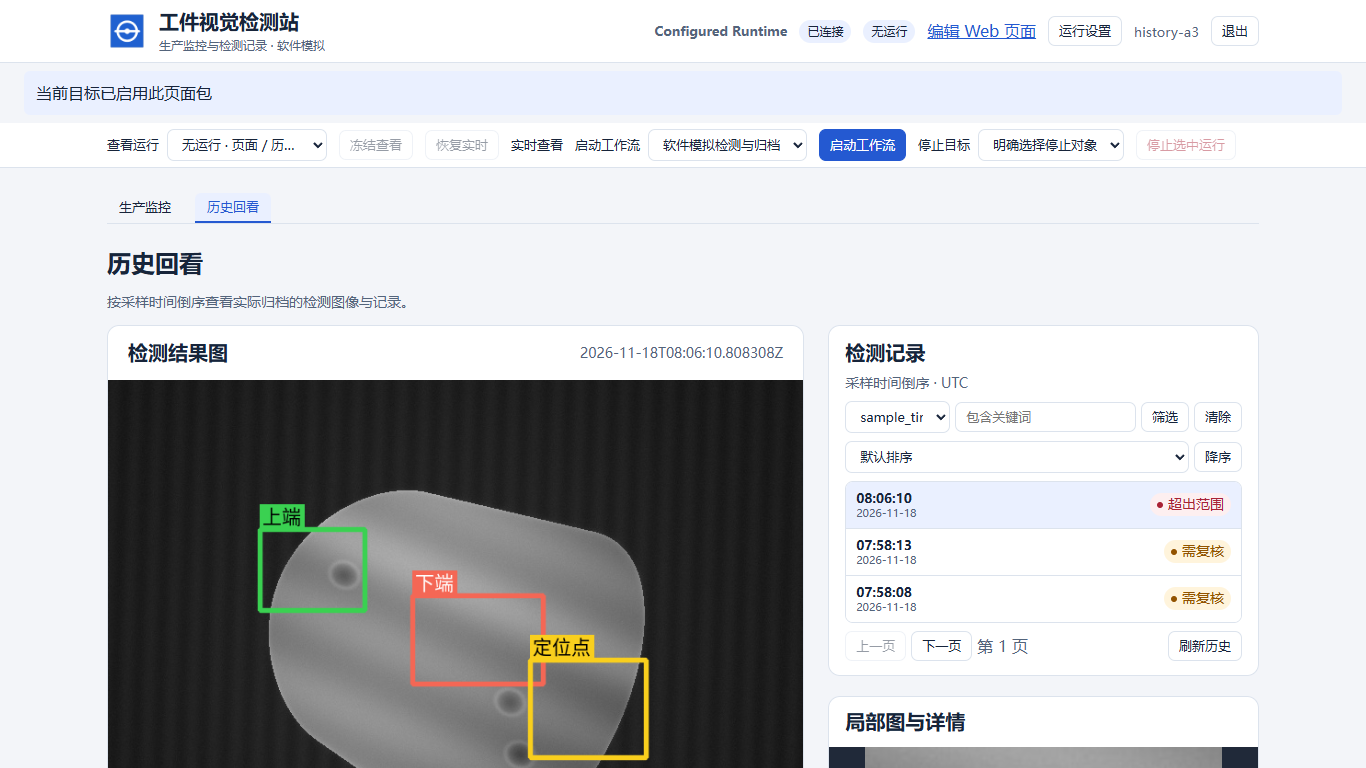 工件视觉检测站
生产监控与检测记录 · 软件模拟
Configured Runtime
已连接
无运行
编辑 Web 页面
运行设置
history-a3
退出
当前目标已启用此页面包
查看运行
无运行 · 页面 / 历...
冻结查看
恢复实时
实时查看
启动工作流
软件模拟检测与归档
启动工作流
停止目标
明确选择停止对象
停止选中运行
生产监控
历史回看
历史回看
按采样时间倒序查看实际归档的检测图像与记录。
检测结果图
2026-11-18T08:06:10.808308Z
上端
下端
定位点
检测记录
采样时间倒序 · UTC
sample_tir
包含关键词
筛选
清除
默认排序
降序
08:06:10
2026-11-18
超出范围
07:58:13
2026-11-18
需复核
07:58:08
2026-11-18
需复核
上一页
下一页
第 1 页
刷新历史
局部图与详情